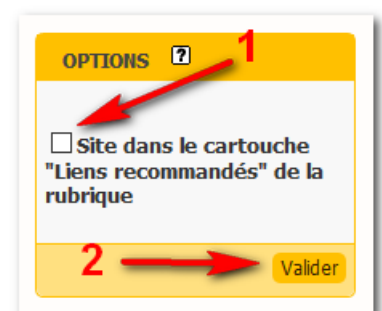 OPTIONS ? 1
Site dans le cartouche
"Liens recommandés" de la
rubrique
2 Valider